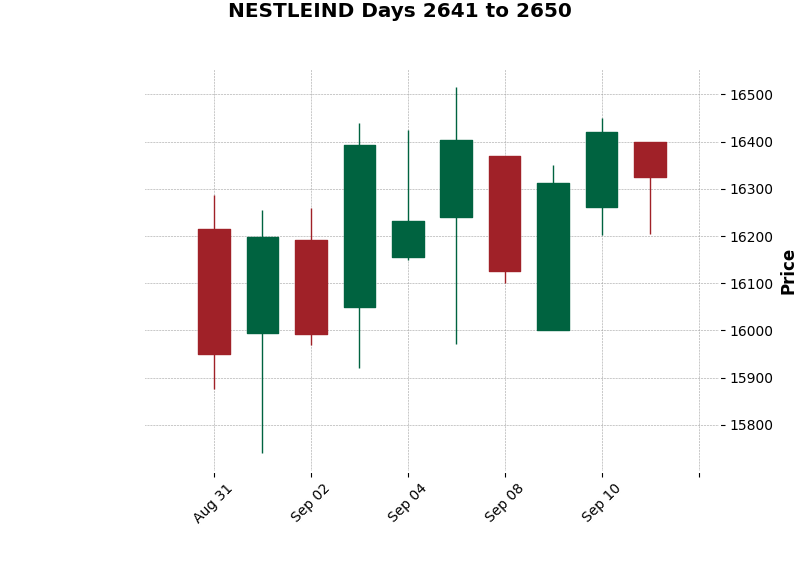 NESTLEIND Days 2641 to 2650
16500
16400
16300
16200
16100
16000
15900
15800
Price
Aug 31
Sep 02
Sep 04
Sep 08
Sep 10